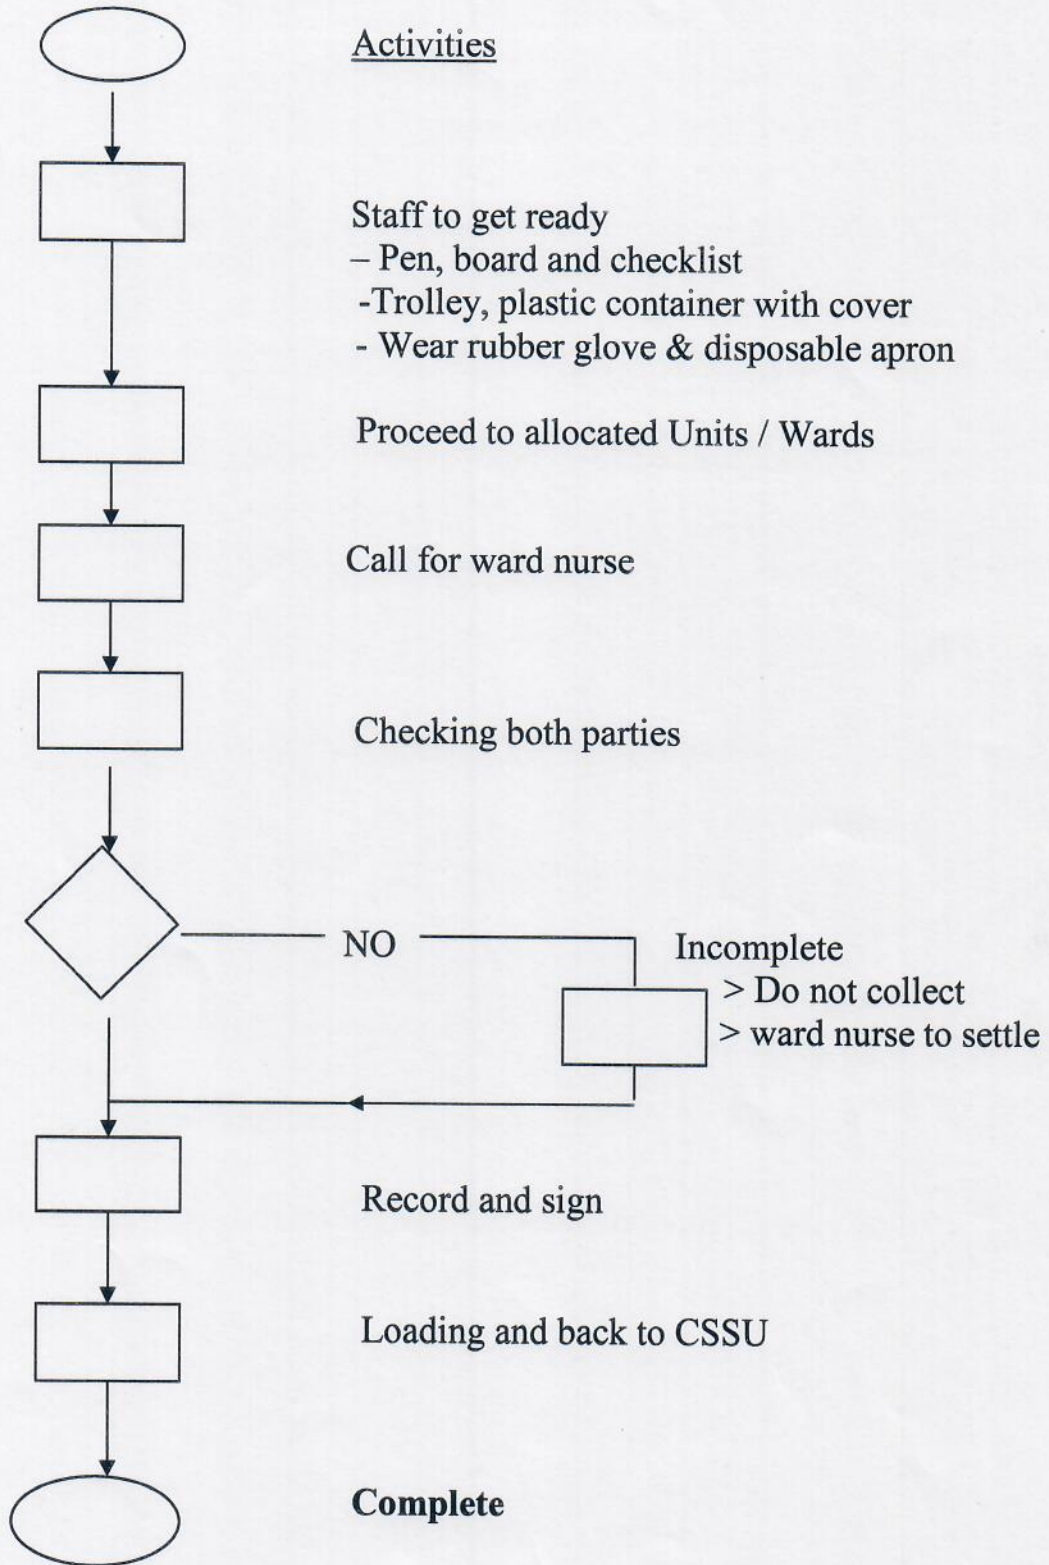 Activities
Staff to get ready
– Pen, board and checklist
-Trolley, plastic container with cover
- Wear rubber glove & disposable apron
Proceed to allocated Units / Wards
Call for ward nurse
Checking both parties
NO
Incomplete
> Do not collect
> ward nurse to settle
Record and sign
Loading and back to CSSU
Complete